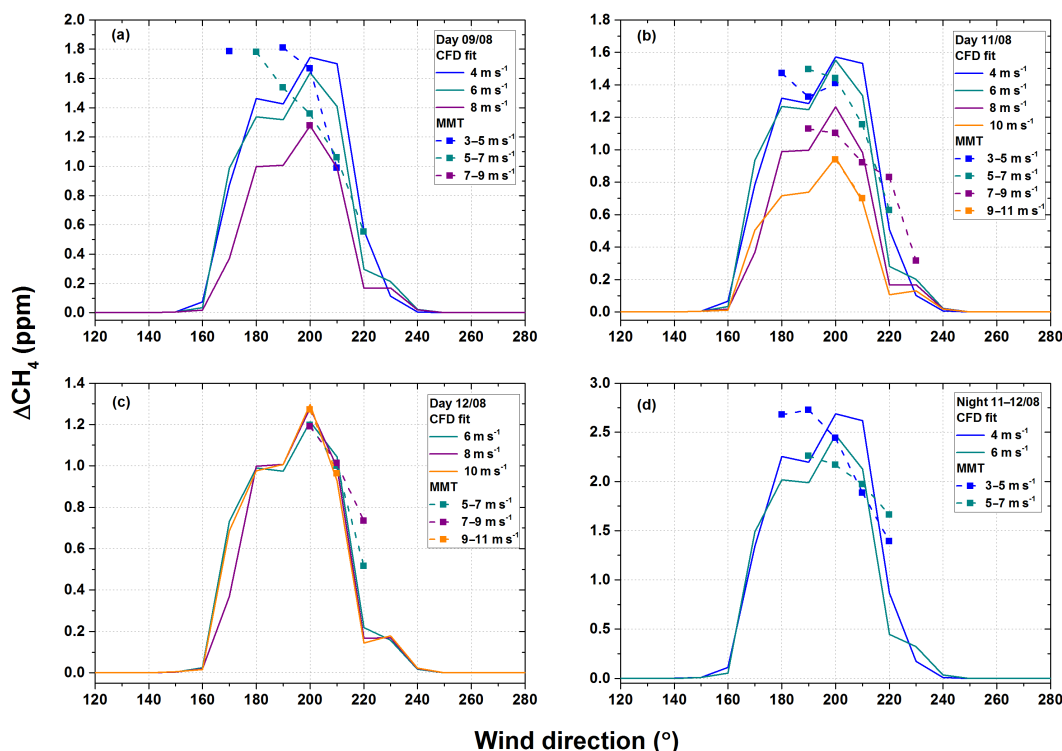 (a)
Day 09/08
CFD fit
4 m s⁻¹
6 m s⁻¹
8 m s⁻¹
MMT
3–5 m s⁻¹
5–7 m s⁻¹
7–9 m s⁻¹
2.0
1.8
1.6
1.4
1.2
1.0
0.8
0.6
0.4
0.2
0.0
120 140 160 180 200 220 240 260 280
(b)
Day 11/08
CFD fit
4 m s⁻¹
6 m s⁻¹
8 m s⁻¹
10 m s⁻¹
MMT
3–5 m s⁻¹
5–7 m s⁻¹
7–9 m s⁻¹
9–11 m s⁻¹
1.8
1.6
1.4
1.2
1.0
0.8
0.6
0.4
0.2
0.0
120 140 160 180 200 220 240 260 280
ΔCH₄ (ppm)
(c)
Day 12/08
CFD fit
6 m s⁻¹
8 m s⁻¹
10 m s⁻¹
MMT
5–7 m s⁻¹
7–9 m s⁻¹
9–11 m s⁻¹
1.4
1.2
1.0
0.8
0.6
0.4
0.2
0.0
120 140 160 180 200 220 240 260 280
(d)
Night 11–12/08
CFD fit
4 m s⁻¹
6 m s⁻¹
MMT
3–5 m s⁻¹
5–7 m s⁻¹
3.0
2.5
2.0
1.5
1.0
0.5
0.0
120 140 160 180 200 220 240 260 280
Wind direction (°)